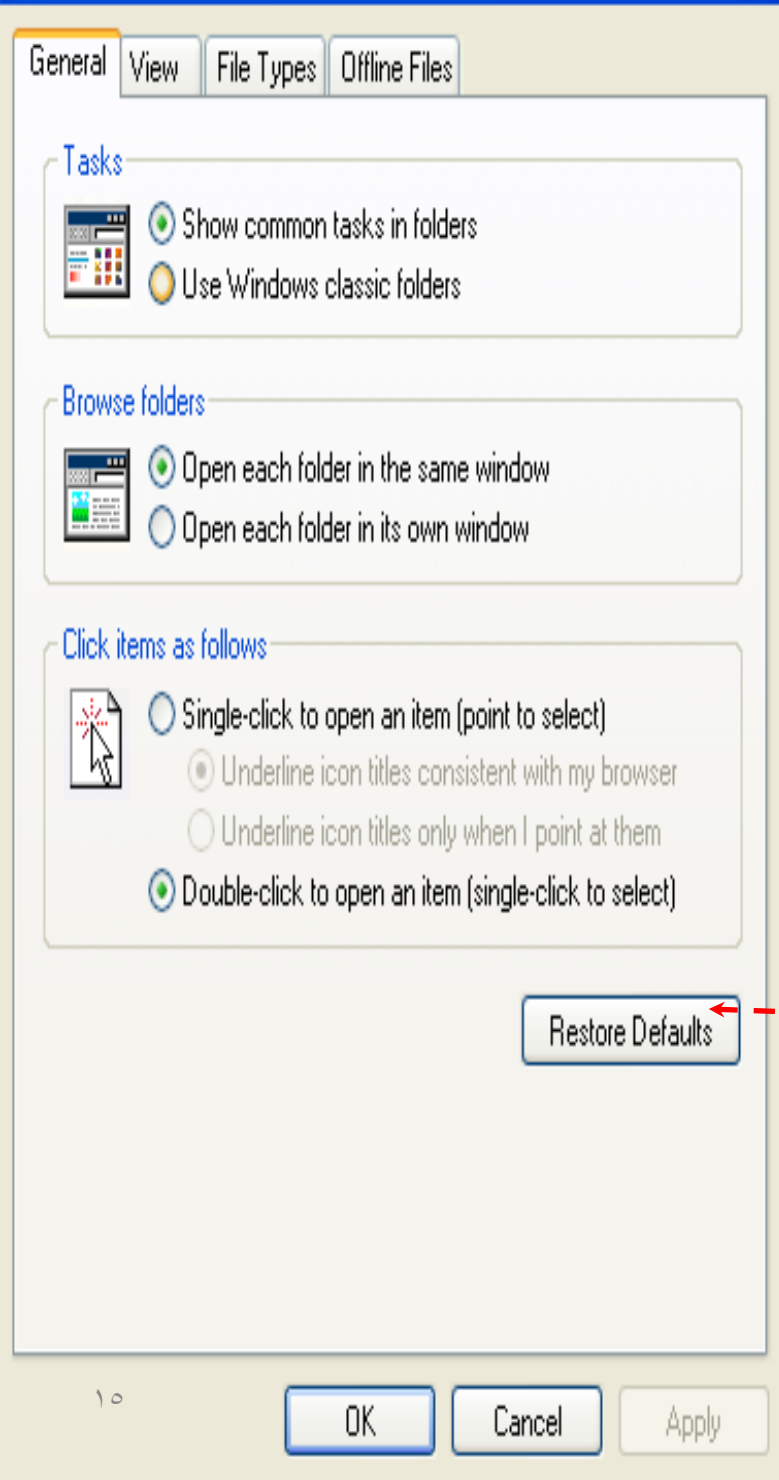 General View File Types Offline Files
Tasks
Show common tasks in folders
Use Windows classic folders
Browse folders
Open each folder in the same window
Open each folder in its own window
Click items as follows
Single-click to open an item (point to select)
Underline icon titles consistent with my browser
Underline icon titles only when I point at them
Double-click to open an item (single-click to select)
Restore Defaults
١٥
OK Cancel Apply